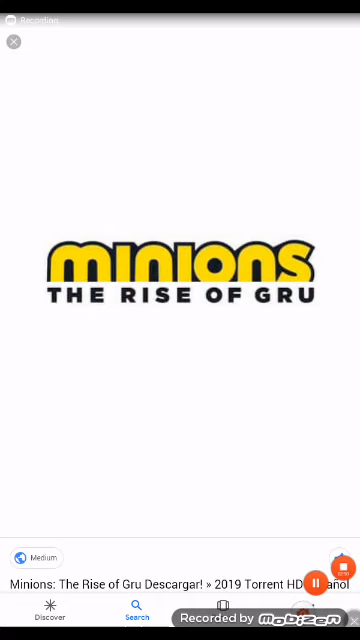 Recording
minions
THE RISE OF GRU
Medium
Minions: The Rise of Gru Descargar! » 2019 Torrent HD
Discover
Search
Recorded by mobizen